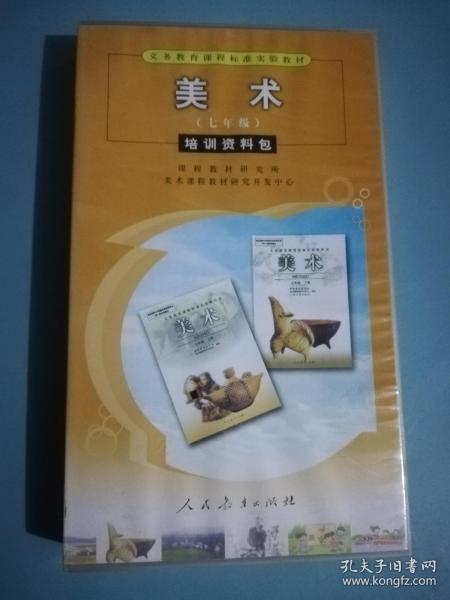 义务教育课程标准实验教材
美 术
（七年级）
培训资料包
课程教材研究所
美术课程教材研究开发中心
美术
美术
人民教育出版社
孔夫子旧书网
www.kongfz.com